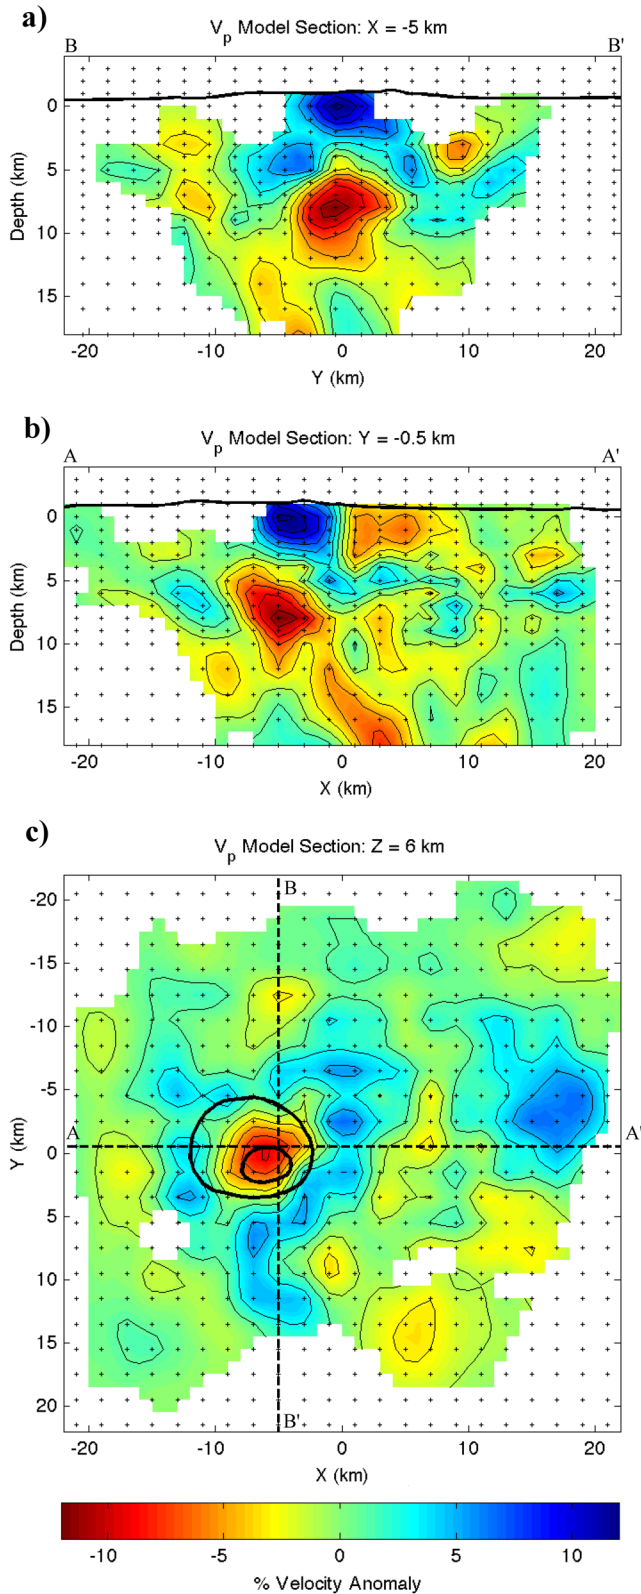 a)
V_p Model Section: X = -5 km
B B'
0
5
10
15
Depth (km)
-20 -10 0 10 20
Y (km)
b)
V_p Model Section: Y = -0.5 km
A A'
0
5
10
15
Depth (km)
-20 -10 0 10 20
X (km)
c)
V_p Model Section: Z = 6 km
B
-20
-15
-10
-5
A A'
0
5
10
15
20
Y (km)
B'
-20 -10 0 10 20
X (km)
-10 -5 0 5 10
% Velocity Anomaly